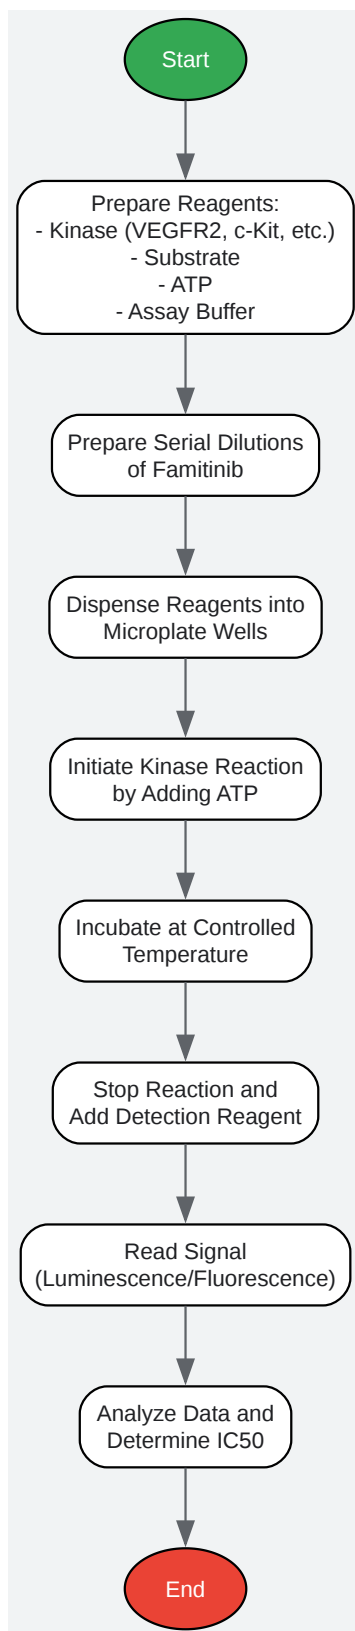 Start
Prepare Reagents:
- Kinase (VEGFR2, c-Kit, etc.)
- Substrate
- ATP
- Assay Buffer
Prepare Serial Dilutions
of Famitinib
Dispense Reagents into
Microplate Wells
Initiate Kinase Reaction
by Adding ATP
Incubate at Controlled
Temperature
Stop Reaction and
Add Detection Reagent
Read Signal
(Luminescence/Fluorescence)
Analyze Data and
Determine IC50
End